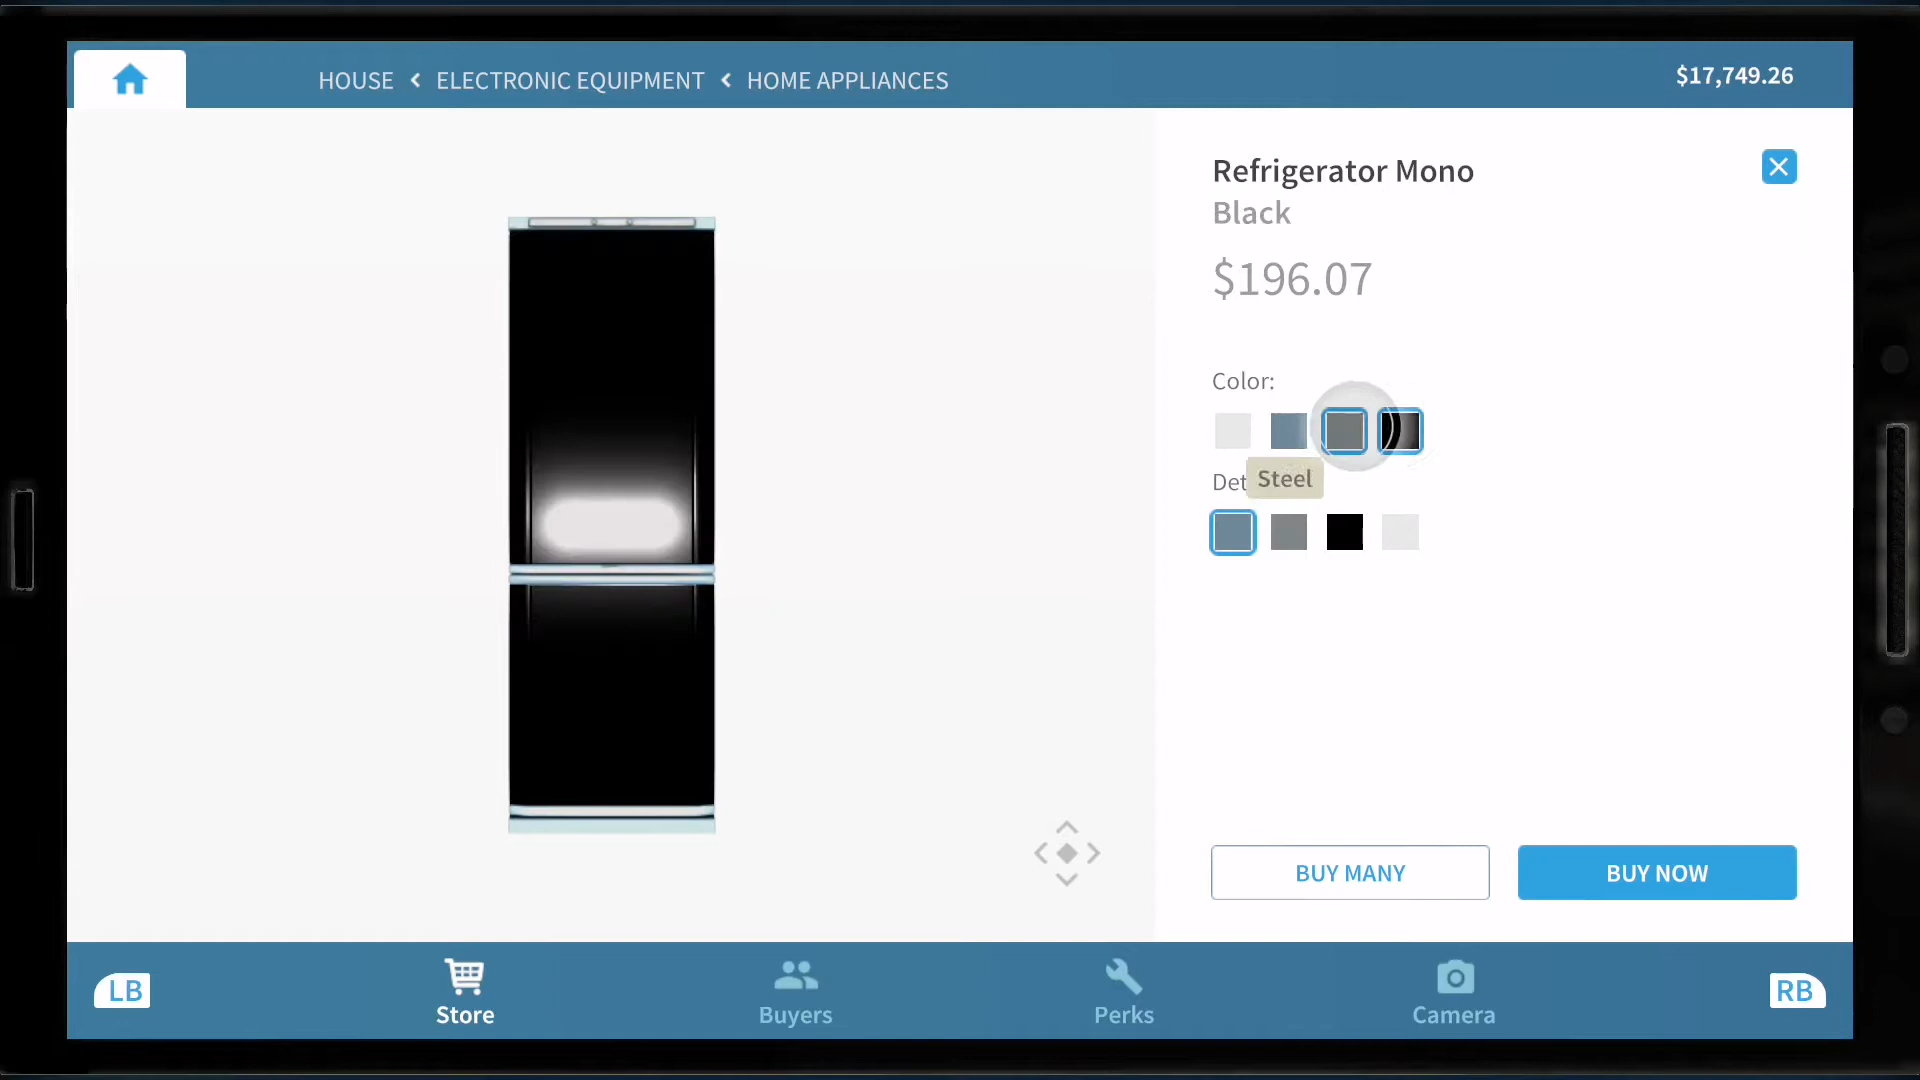 HOUSE < ELECTRONIC EQUIPMENT < HOME APPLIANCES
$17,749.26
Refrigerator Mono
Black
$196.07
Color:
Steel
Det
BUY MANY
BUY NOW
LB
Store
Buyers
Perks
Camera
RB